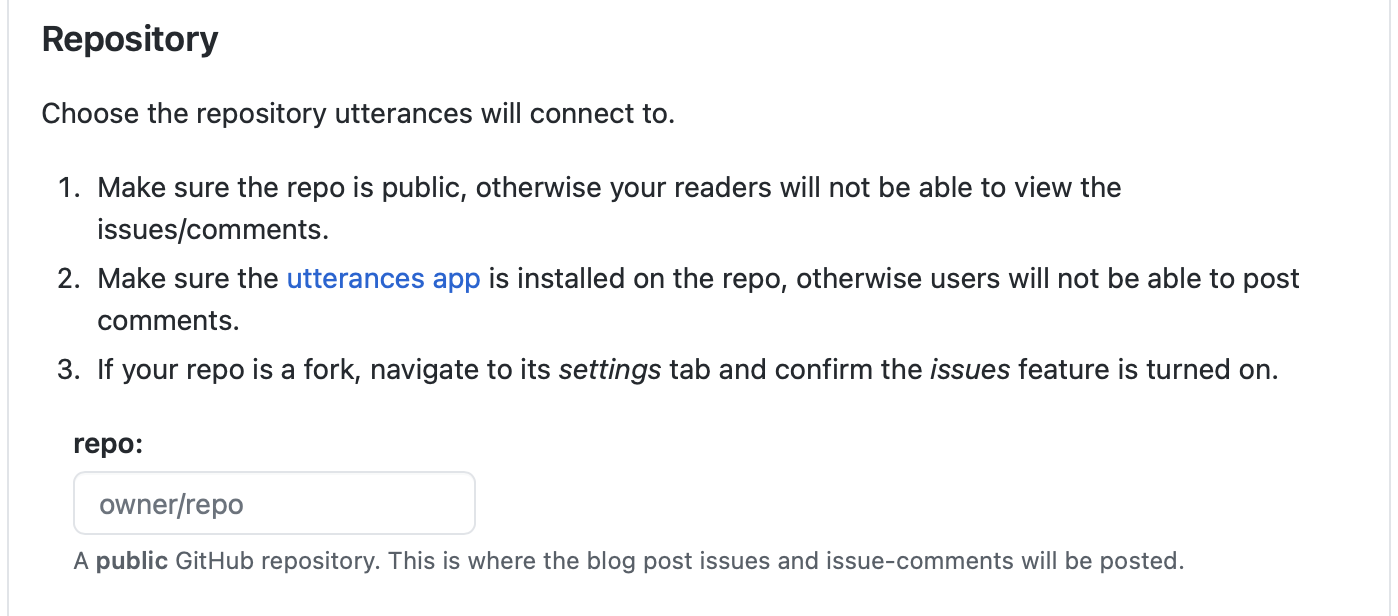 Repository
Choose the repository utterances will connect to.
1. Make sure the repo is public, otherwise your readers will not be able to view the
issues/comments.
2. Make sure the utterances app is installed on the repo, otherwise users will not be able to post
comments.
3. If your repo is a fork, navigate to its settings tab and confirm the issues feature is turned on.
repo:
owner/repo
A public GitHub repository. This is where the blog post issues and issue-comments will be posted.